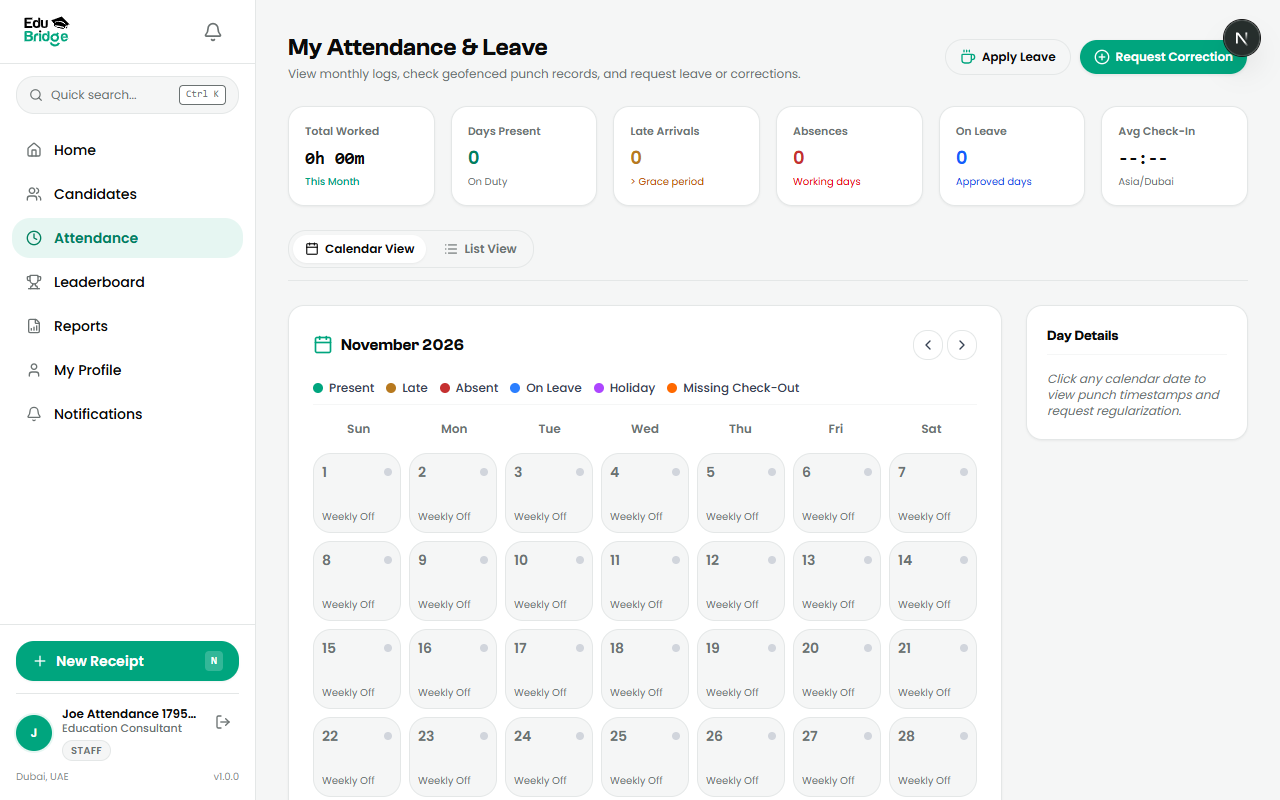 Edu
Bridge
Quick search...
Ctrl K
Home
Candidates
Attendance
Leaderboard
Reports
My Profile
Notifications
New Receipt
N
J
Joe Attendance 1795...
Education Consultant
STAFF
Dubai, UAE
v1.0.0
My Attendance & Leave
View monthly logs, check geofenced punch records, and request leave or corrections.
Apply Leave
Request Correction
N
Total Worked
0h 00m
This Month
Days Present
0
On Duty
Late Arrivals
0
> Grace period
Absences
0
Working days
On Leave
0
Approved days
Avg Check-In
--:--
Asia/Dubai
Calendar View
List View
November 2026
Present
Late
Absent
On Leave
Holiday
Missing Check-Out
Sun Mon Tue Wed Thu Fri Sat
1 2 3 4 5 6 7
Weekly Off Weekly Off Weekly Off Weekly Off Weekly Off Weekly Off Weekly Off
8 9 10 11 12 13 14
Weekly Off Weekly Off Weekly Off Weekly Off Weekly Off Weekly Off Weekly Off
15 16 17 18 19 20 21
Weekly Off Weekly Off Weekly Off Weekly Off Weekly Off Weekly Off Weekly Off
22 23 24 25 26 27 28
Weekly Off Weekly Off Weekly Off Weekly Off Weekly Off Weekly Off Weekly Off
Day Details
Click any calendar date to
view punch timestamps and
request regularization.